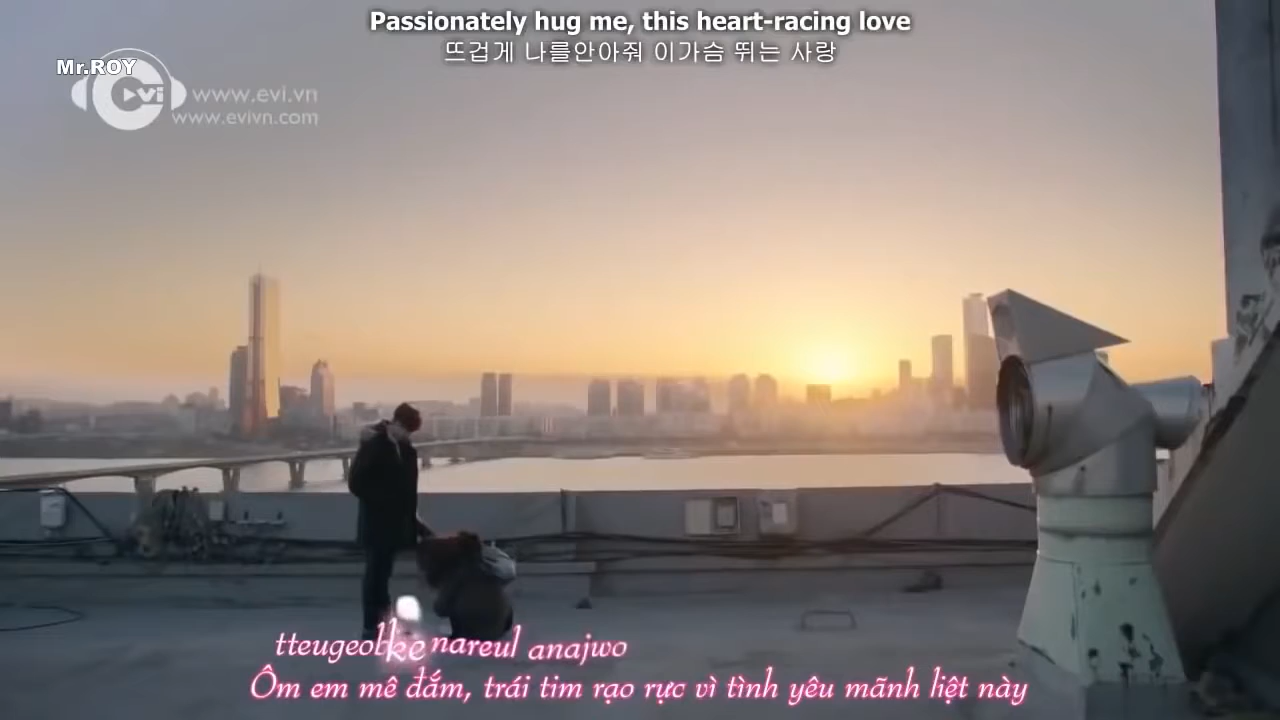 Passionately hug me, this heart-racing love
뜨겁게 나를안아줘 이가슴 뛰는 사랑
Mr.ROY
evi
www.evi.vn
www.evivn.com
tteugeobke nareul anajwo
Ôm em mê đắm, trái tim rạo rực vì tình yêu mãnh liệt này